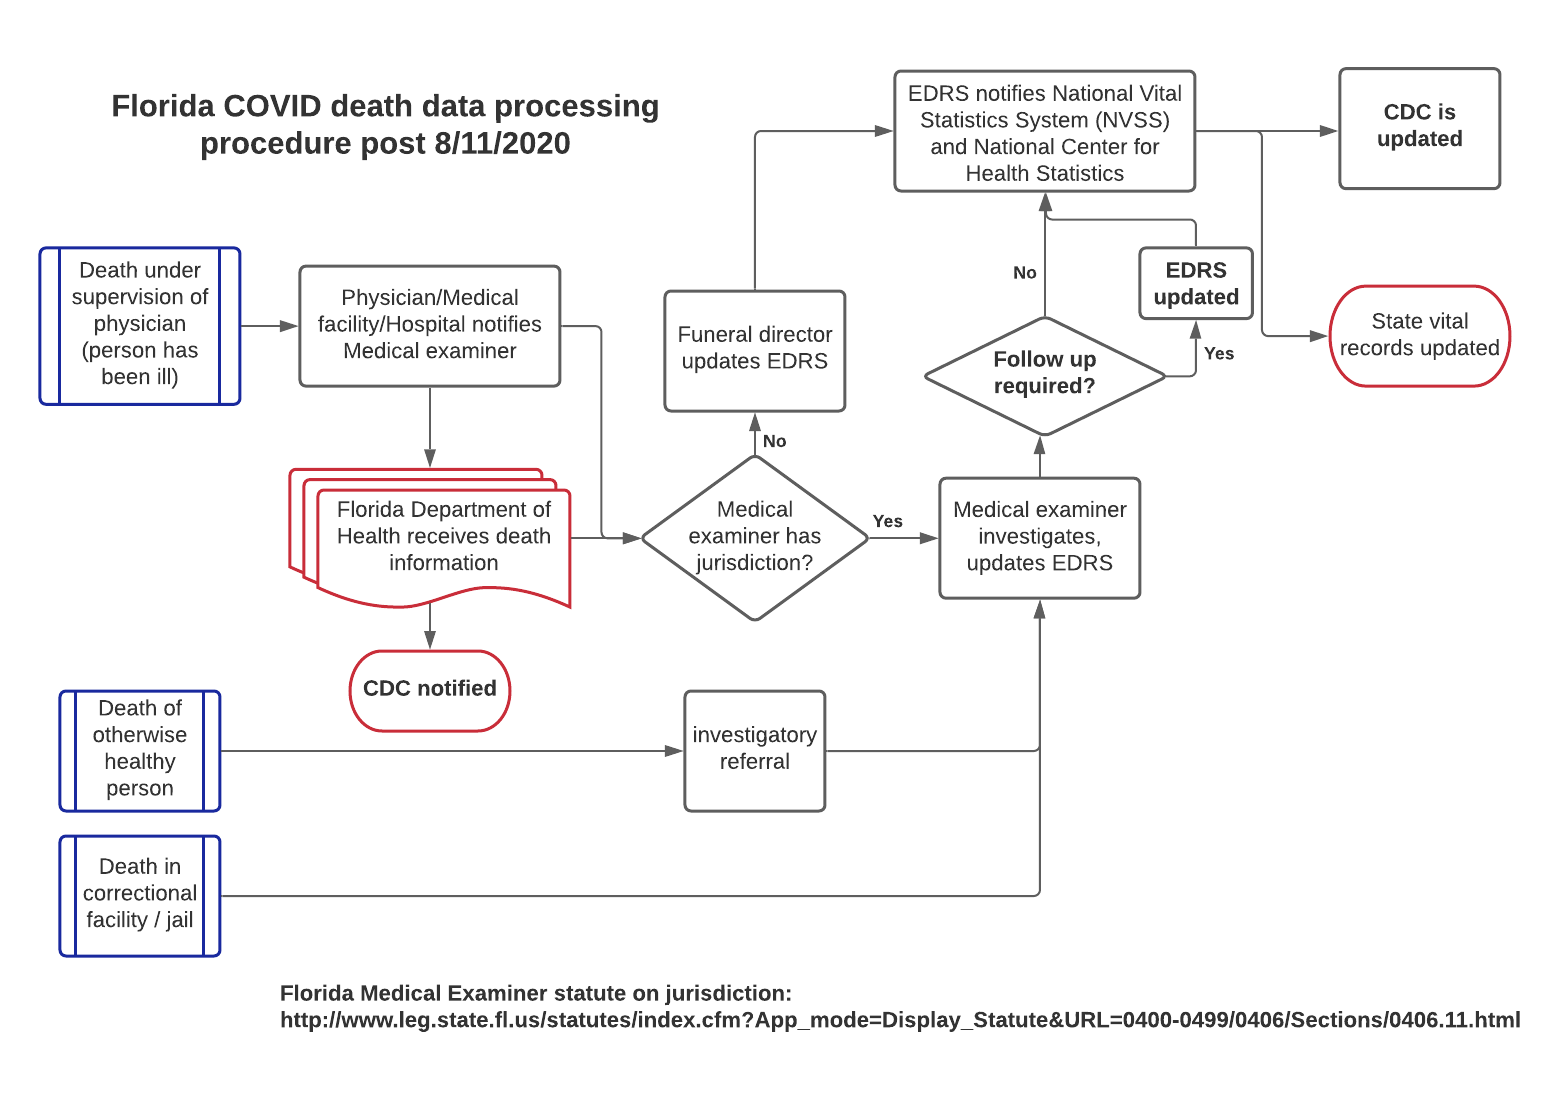 Florida COVID death data processing
procedure post 8/11/2020
EDRS notifies National Vital
Statistics System (NVSS)
and National Center for
Health Statistics
CDC is
updated
Death under
supervision of
physician
(person has
been ill)
Physician/Medical
facility/Hospital notifies
Medical examiner
Funeral director
updates EDRS
No
EDRS
updated
Follow up
required?
Yes
State vital
records updated
No
Florida Department of
Health receives death
information
Medical
examiner has
jurisdiction?
Yes
Medical examiner
investigates,
updates EDRS
CDC notified
Death of
otherwise
healthy
person
investigatory
referral
Death in
correctional
facility / jail
Florida Medical Examiner statute on jurisdiction:
http://www.leg.state.fl.us/statutes/index.cfm?App_mode=Display_Statute&URL=0400-0499/0406/Sections/0406.11.html